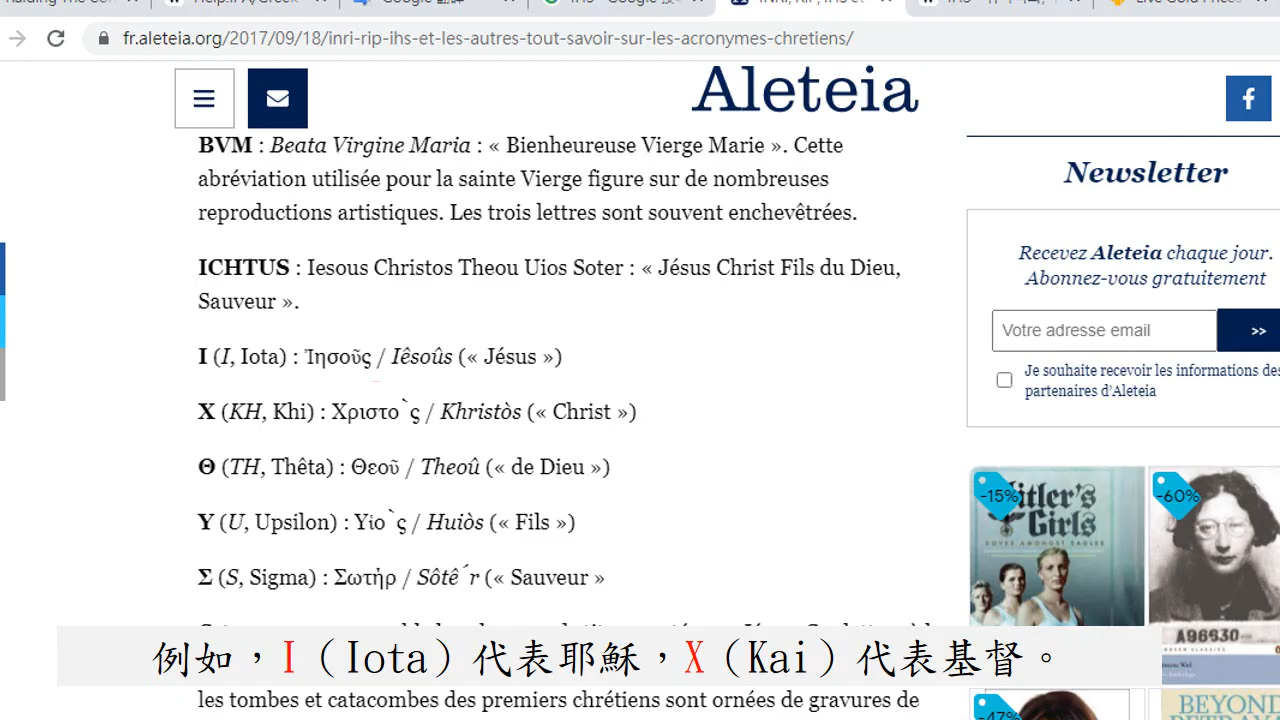 fr.aleteia.org/2017/09/18/inri-rip-ihs-et-les-autres-tout-savoir-sur-les-acronymes-chretiens/
Aleteia
BVM : Beata Virgine Maria : « Bienheureuse Vierge Marie ». Cette
abréviation utilisée pour la sainte Vierge figure sur de nombreuses
reproductions artistiques. Les trois lettres sont souvent enchevêtrées.
ICHTUS : Iesous Christos Theou Uios Soter : « Jésus Christ Fils du Dieu,
Sauveur ».
I (I, Iota) : Ἰησοῦς / Iêsoûs (« Jésus »)
X (KH, Khi) : Χριστο`ς / Khristòs (« Christ »)
Θ (TH, Thêta) : Θεοῦ / Theoû (« de Dieu »)
Y (U, Upsilon) : Υἱο`ς / Huiòs (« Fils »)
Σ (S, Sigma) : Σωτήρ / Sôtê´r (« Sauveur »
例如，I（Iota）代表耶穌，X（Kai）代表基督。
les tombes et catacombes des premiers chrétiens sont ornées de gravures de
Newsletter
Recevez Aleteia chaque jour.
Abonnez-vous gratuitement
Votre adresse email
>>
Je souhaite recevoir les informations des
partenaires d'Aleteia
-15%
Hitler's
Girls
DOVES AMONGST EAGLES
-60%
A96630
-47%
BEYOND